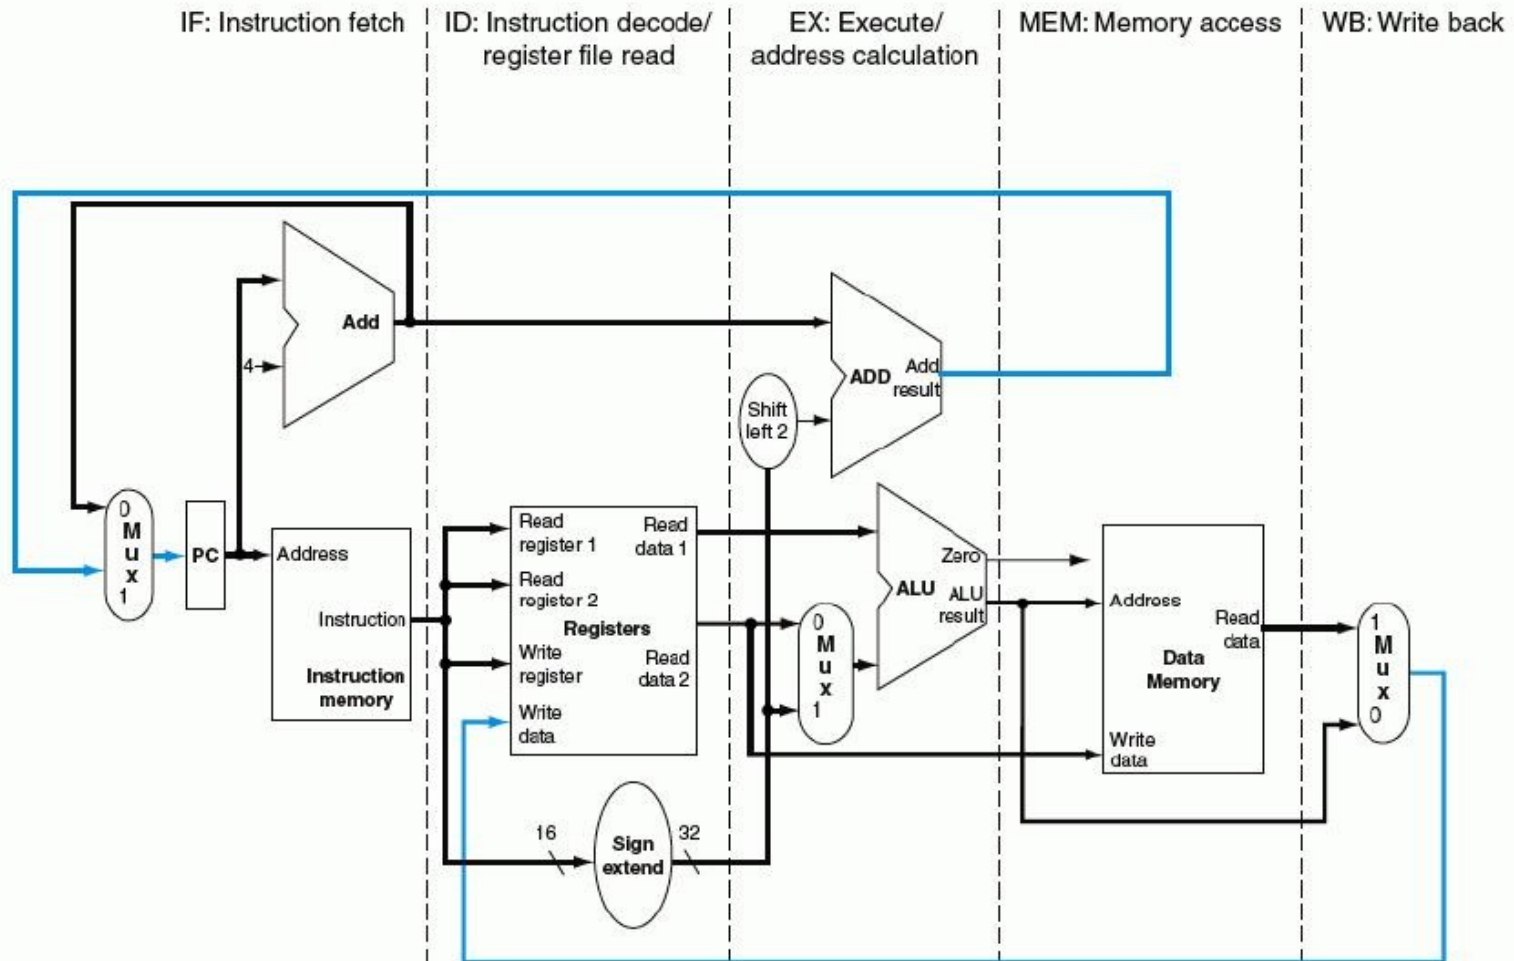 IF: Instruction fetch
ID: Instruction decode/
register file read
EX: Execute/
address calculation
MEM: Memory access
WB: Write back
Add
4
ADD
Add
result
Shift
left 2
0
M
u
x
1
PC
Address
Instruction
Instruction
memory
Read
register 1
Read
register 2
Registers
Write
register
Write
data
Read
data 1
Read
data 2
16
Sign
extend
32
0
M
u
x
1
Zero
ALU
ALU
result
Address
Read
data
Data
Memory
Write
data
1
M
u
x
0